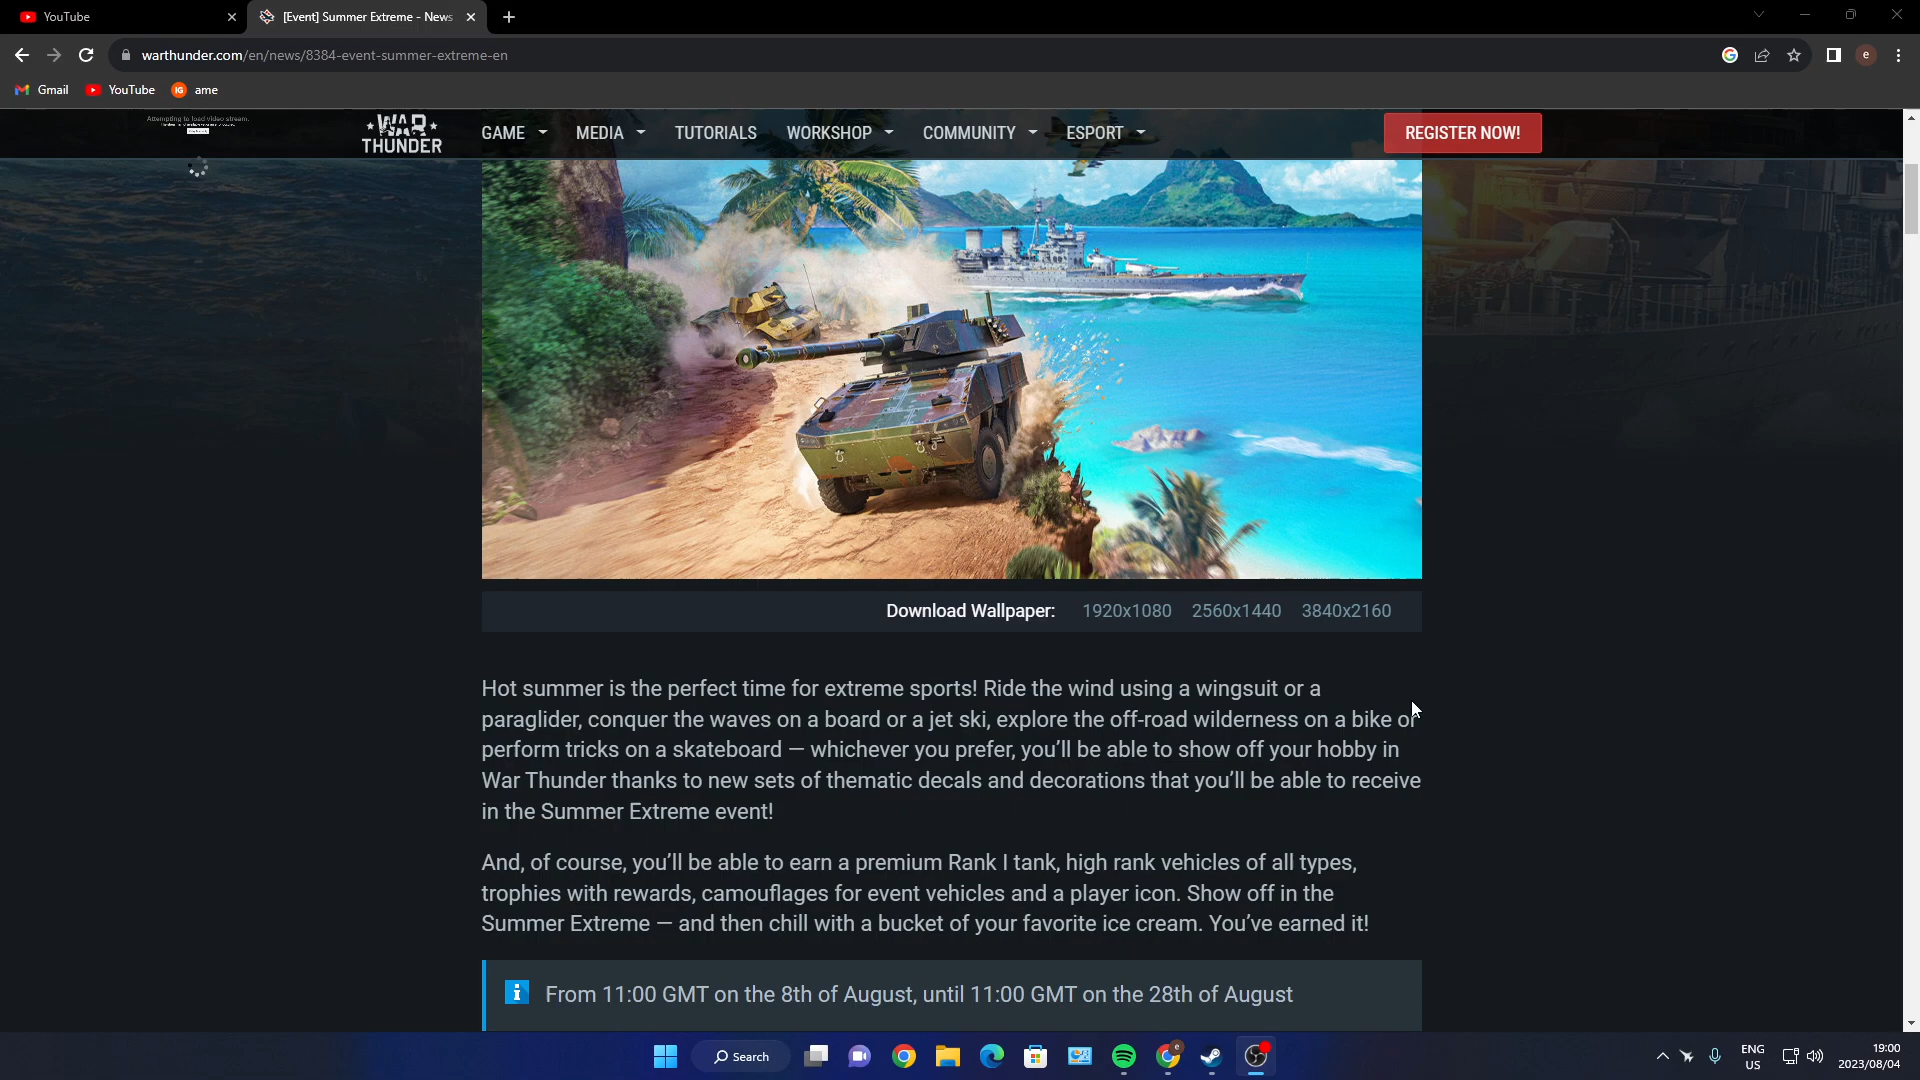 YouTube
[Event] Summer Extreme - News
warthunder.com/en/news/8384-event-summer-extreme-en
e
Gmail
YouTube
IG
ame
Attempting to load video stream.
WAR THUNDER
GAME
MEDIA
TUTORIALS
WORKSHOP
COMMUNITY
ESPORT
REGISTER NOW!
Download Wallpaper: 1920x1080 2560x1440 3840x2160
Hot summer is the perfect time for extreme sports! Ride the wind using a wingsuit or a
paraglider, conquer the waves on a board or a jet ski, explore the off-road wilderness on a bike or
perform tricks on a skateboard — whichever you prefer, you'll be able to show off your hobby in
War Thunder thanks to new sets of thematic decals and decorations that you'll be able to receive
in the Summer Extreme event!
And, of course, you'll be able to earn a premium Rank I tank, high rank vehicles of all types,
trophies with rewards, camouflages for event vehicles and a player icon. Show off in the
Summer Extreme — and then chill with a bucket of your favorite ice cream. You've earned it!
i From 11:00 GMT on the 8th of August, until 11:00 GMT on the 28th of August
Search
e
ENG
US
19:00
2023/08/04